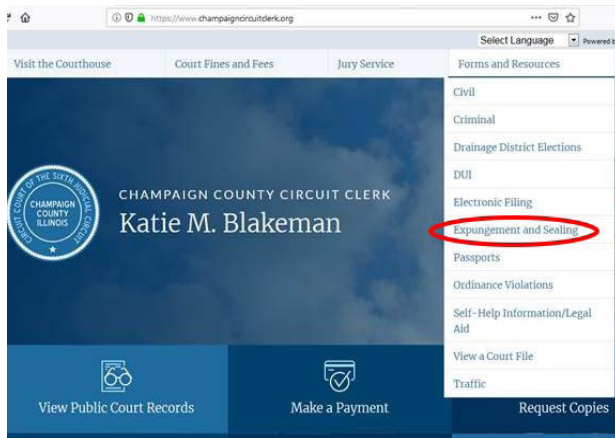 https://www.champaigncircuitclerk.org
Select Language
Powered
Visit the Courthouse
Court Fines and Fees
Jury Service
Forms and Resources
Civil
Criminal
Drainage District Elections
DUI
Electronic Filing
Expungement and Sealing
Passports
Ordinance Violations
Self-Help Information/Legal
Aid
View a Court File
Traffic
CIRCUIT COURT OF THE SIXTH JUDICIAL CIRCUIT
CHAMPAIGN
COUNTY
ILLINOIS
CHAMPAIGN COUNTY CIRCUIT CLERK
Katie M. Blakeman
View Public Court Records
Make a Payment
Request Copies